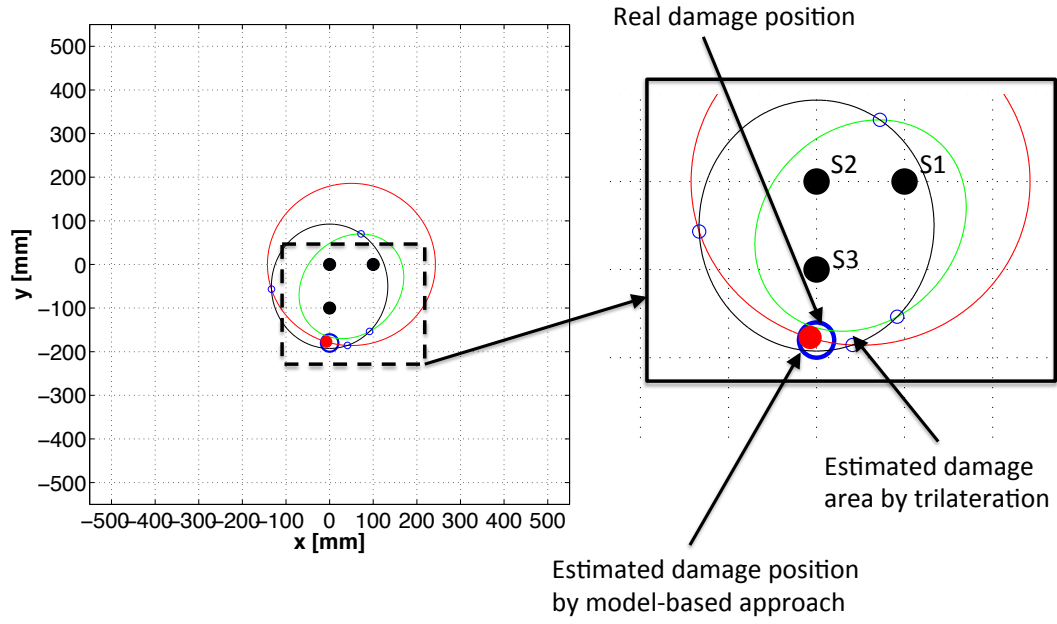 Real damage position
500
400
300
200
100
0
−100
−200
−300
−400
−500
y [mm]
−500−400−300−200−100 0 100 200 300 400 500
x [mm]
S2
S1
S3
Estimated damage
area by trilateration
Estimated damage position
by model-based approach